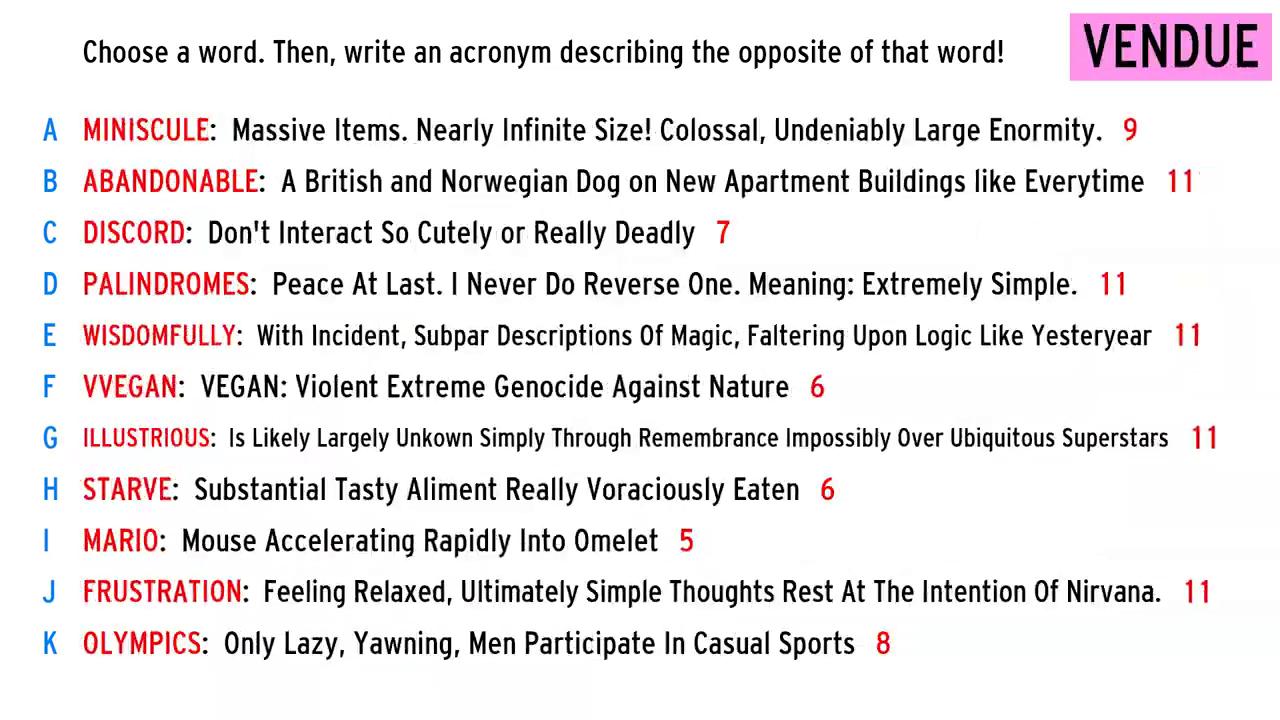 Choose a word. Then, write an acronym describing the opposite of that word!
VENDUE
A MINISCULE: Massive Items. Nearly Infinite Size! Colossal, Undeniably Large Enormity. 9
B ABANDONABLE: A British and Norwegian Dog on New Apartment Buildings like Everytime 11
C DISCORD: Don't Interact So Cutely or Really Deadly 7
D PALINDROMES: Peace At Last. I Never Do Reverse One. Meaning: Extremely Simple. 11
E WISDOMFULLY: With Incident, Subpar Descriptions Of Magic, Faltering Upon Logic Like Yesteryear 11
F VVEGAN: VEGAN: Violent Extreme Genocide Against Nature 6
G ILLUSTRIOUS: Is Likely Largely Unkown Simply Through Remembrance Impossibly Over Ubiquitous Superstars 11
H STARVE: Substantial Tasty Aliment Really Voraciously Eaten 6
I MARIO: Mouse Accelerating Rapidly Into Omelet 5
J FRUSTRATION: Feeling Relaxed, Ultimately Simple Thoughts Rest At The Intention Of Nirvana. 11
K OLYMPICS: Only Lazy, Yawning, Men Participate In Casual Sports 8